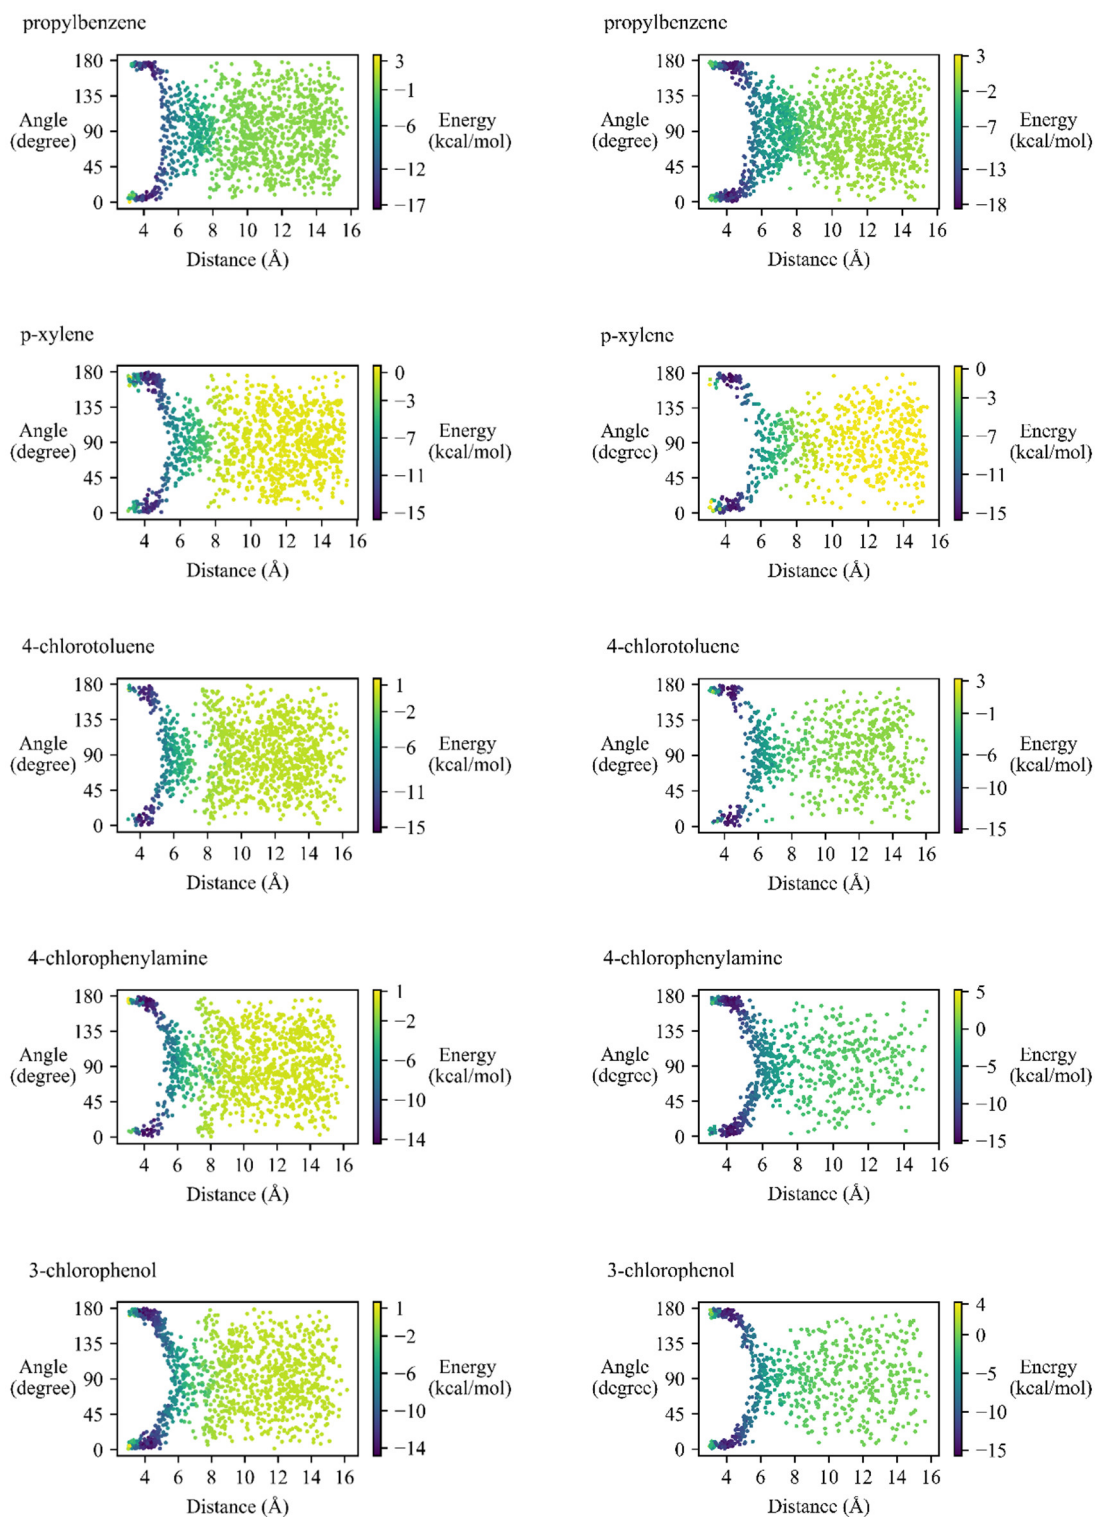 propylbenzene
180
135
90
45
0
Angle
(degree)
4 6 8 10 12 14 16
Distance (Å)
3
−1
−6
−12
−17
Energy
(kcal/mol)
propylbenzene
180
135
90
45
0
Angle
(degree)
4 6 8 10 12 14 16
Distance (Å)
3
−2
−7
−13
−18
Energy
(kcal/mol)
p-xylene
180
135
90
45
0
Angle
(degree)
4 6 8 10 12 14 16
Distance (Å)
0
−3
−7
−11
−15
Energy
(kcal/mol)
p-xylene
180
135
90
45
0
Angle
(degree)
4 6 8 10 12 14 16
Distance (Å)
0
−3
−7
−11
−15
Energy
(kcal/mol)
4-chlorotoluene
180
135
90
45
0
Angle
(degree)
4 6 8 10 12 14 16
Distance (Å)
1
−2
−6
−11
−15
Energy
(kcal/mol)
4-chlorotoluene
180
135
90
45
0
Angle
(degree)
4 6 8 10 12 14 16
Distance (Å)
3
−1
−6
−10
−15
Energy
(kcal/mol)
4-chlorophenylamine
180
135
90
45
0
Angle
(degree)
4 6 8 10 12 14 16
Distance (Å)
1
−2
−6
−10
−14
Energy
(kcal/mol)
4-chlorophenylamine
180
135
90
45
0
Angle
(degree)
4 6 8 10 12 14 16
Distance (Å)
5
0
−5
−10
−15
Energy
(kcal/mol)
3-chlorophenol
180
135
90
45
0
Angle
(degree)
4 6 8 10 12 14 16
Distance (Å)
1
−2
−6
−10
−14
Energy
(kcal/mol)
3-chlorophenol
180
135
90
45
0
Angle
(degree)
4 6 8 10 12 14 16
Distance (Å)
4
0
−5
−10
−15
Energy
(kcal/mol)